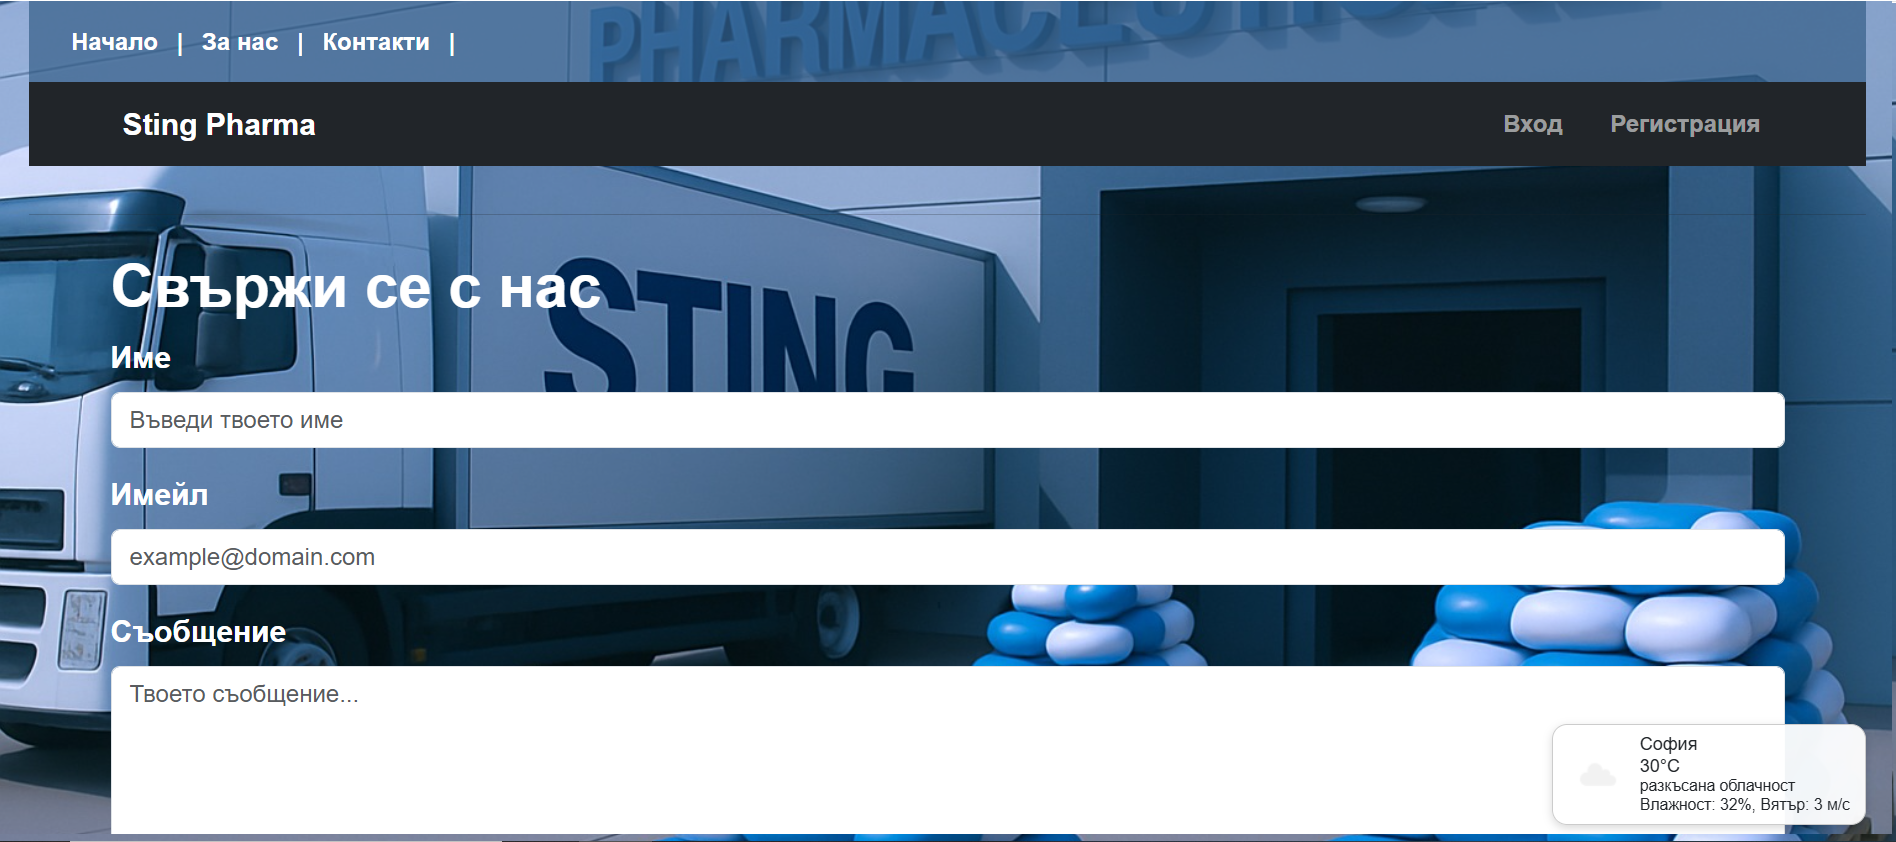 PHARMACEUTICAL
Начало | За нас | Контакти |
Sting Pharma
Вход Регистрация
Свържи се с нас
STING
Име
Въведи твоето име
Имейл
example@domain.com
Съобщение
Твоето съобщение...
София
30°C
разкъсана облачност
Влажност: 32%, Вятър: 3 м/с